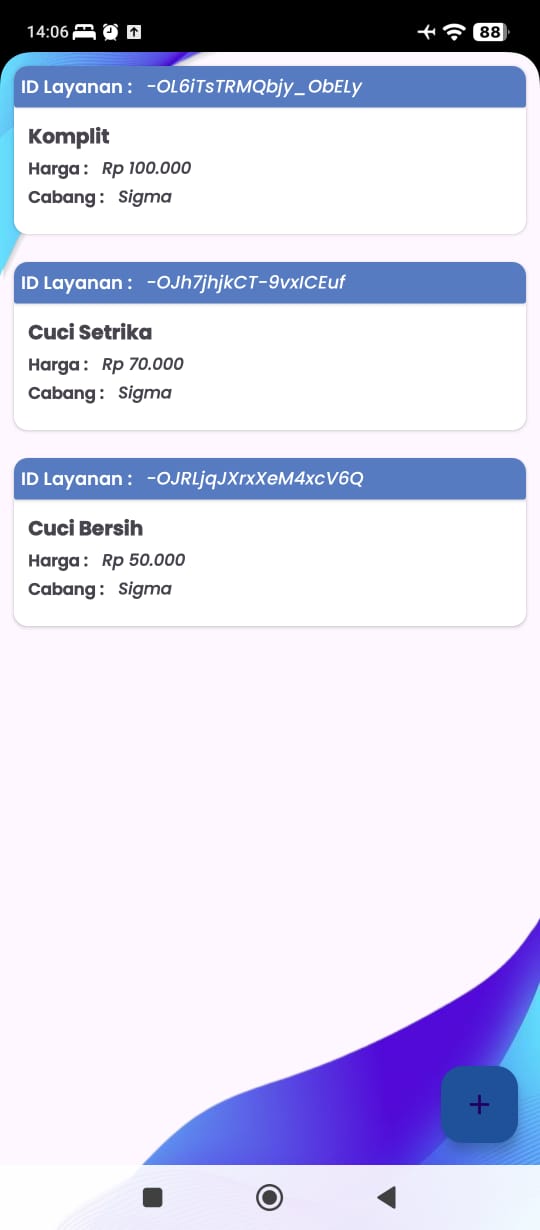 14:06 88
ID Layanan : -OL6iTsTRMQbjy_ObELy
Komplit
Harga : Rp 100.000
Cabang : Sigma
ID Layanan : -OJh7jhjkCT-9vxICEuf
Cuci Setrika
Harga : Rp 70.000
Cabang : Sigma
ID Layanan : -OJRLjqJXrxXeM4xcV6Q
Cuci Bersih
Harga : Rp 50.000
Cabang : Sigma
+